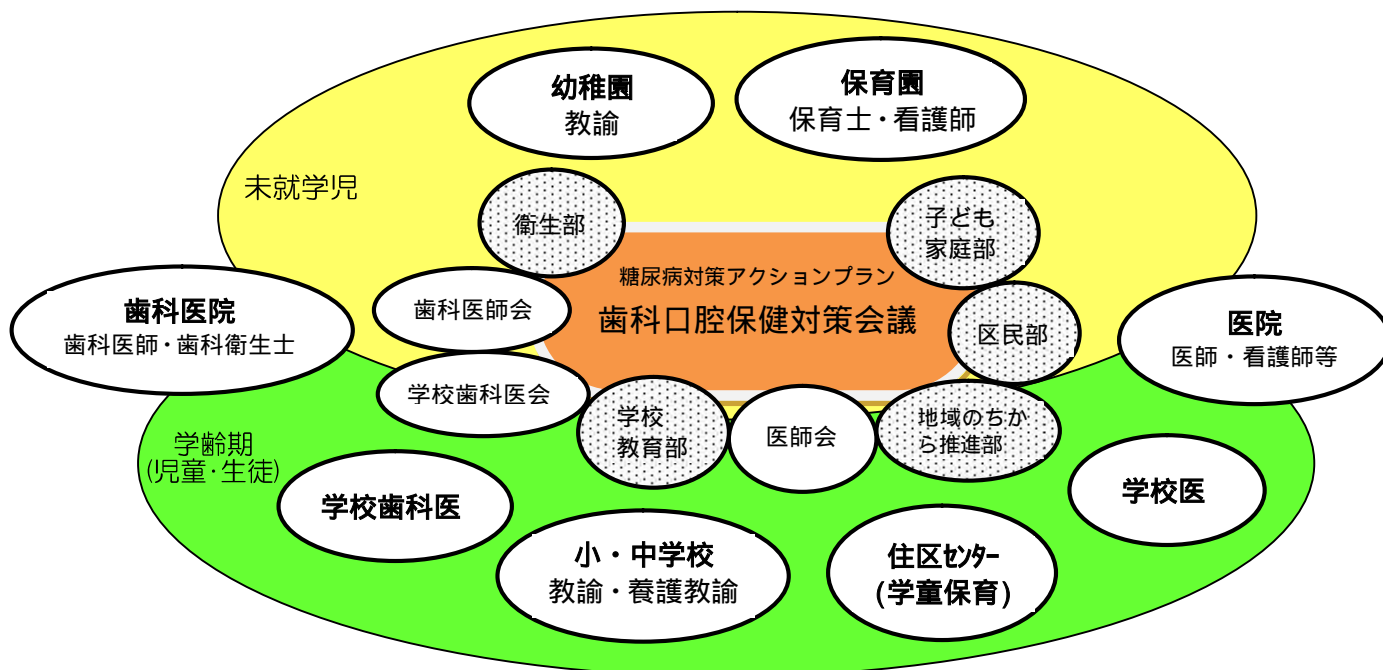 幼稚園
教諭
保育園
保育士・看護師
未就学児
衛生部
子ども
家庭部
糖尿病対策アクションプラン
歯科口腔保健対策会議
歯科医師会
区民部
歯科医院
歯科医師・歯科衛生士
医院
医師・看護師等
学校歯科医会
学校
教育部
医師会
地域のちか
ら推進部
学齢期
(児童・生徒)
学校歯科医
学校医
小・中学校
教諭・養護教諭
住区センター
(学童保育)